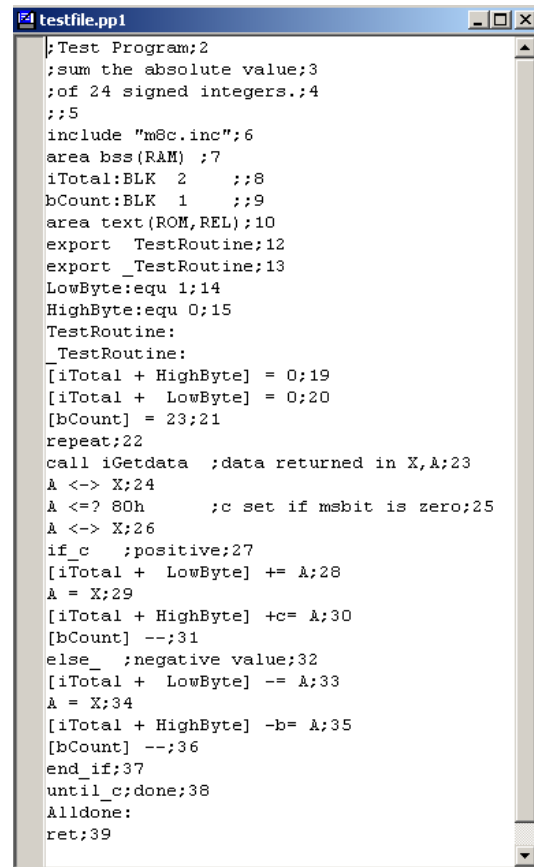 testfile.pp1
;Test Program;2
;sum the absolute value;3
;of 24 signed integers.;4
;;5
include "m8c.inc";6
area bss(RAM) ;7
iTotal:BLK  2    ;;8
bCount:BLK  1    ;;9
area text(ROM,REL);10
export  TestRoutine;12
export _TestRoutine;13
LowByte:equ 1;14
HighByte:equ 0;15
TestRoutine:
_TestRoutine:
[iTotal + HighByte] = 0;19
[iTotal +  LowByte] = 0;20
[bCount] = 23;21
repeat;22
call iGetdata  ;data returned in X,A;23
A <-> X;24
A <=? 80h      ;c set if msbit is zero;25
A <-> X;26
if_c   ;positive;27
[iTotal +  LowByte] += A;28
A = X;29
[iTotal + HighByte] +c= A;30
[bCount] --;31
else_  ;negative value;32
[iTotal +  LowByte] -= A;33
A = X;34
[iTotal + HighByte] -b= A;35
[bCount] --;36
end_if;37
until_c;done;38
Alldone:
ret;39